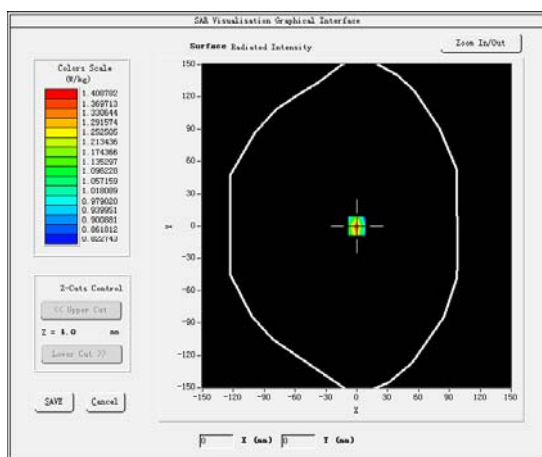 SAR Visualisation Graphical Interface
Surface Radiated Intensity
Zoom In/Out
Colors Scale
(W/kg)
1.408782
1.369713
1.330644
1.291574
1.252505
1.213436
1.174366
1.135297
1.096228
1.057159
1.018089
0.979020
0.939951
0.900881
0.861812
0.822743
Z-Cuts Control
<< Upper Cut
Z = 4.0 mm
Lower Cut >>
SAVE
Cancel
150
120
90
60
30
0
-30
-60
-90
-120
-150
Y
-150 -120 -90 -60 -30 0 30 60 90 120 150
X
0 X (mm) 0 Y (mm)